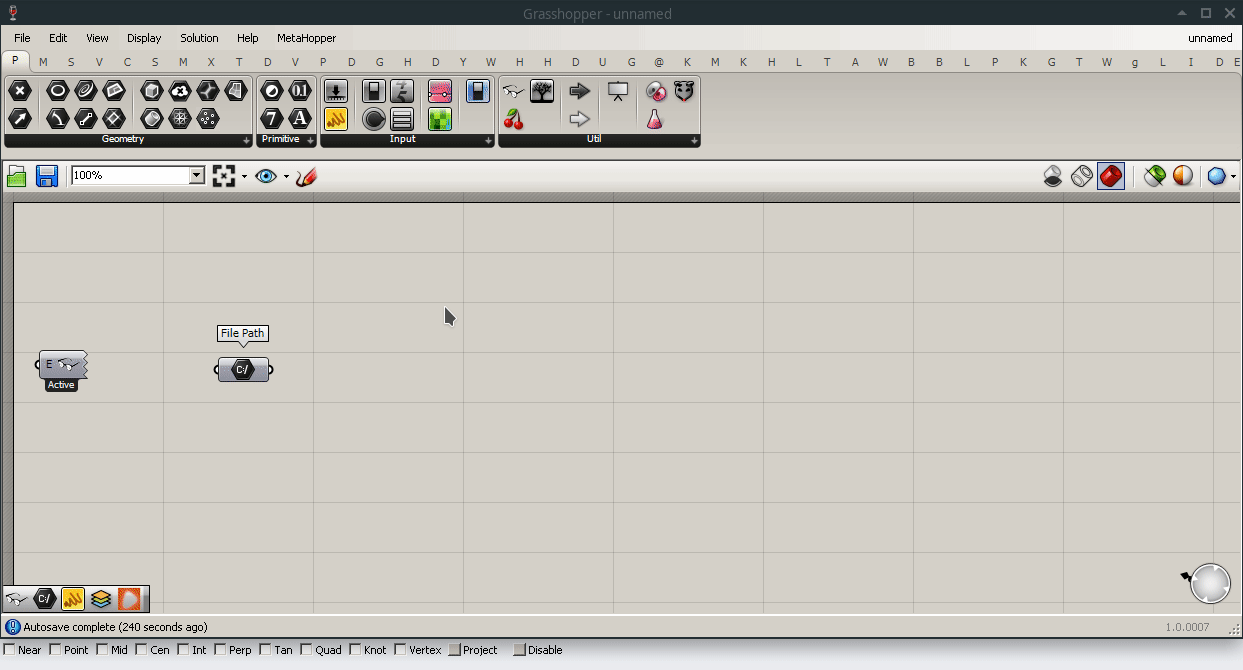 Grasshopper - unnamed
File Edit View Display Solution Help MetaHopper unnamed
P M S V C S M X T D V P D G H D Y W H H D U G @ K M K H L T A W B B L P K G T W g L I D E
0.1
7 A
Geometry Primitive Input Util
100%
File Path
E C:/
Active
C:/
Autosave complete (240 seconds ago) 1.0.0007
Near Point Mid Cen Int Perp Tan Quad Knot Vertex Project Disable